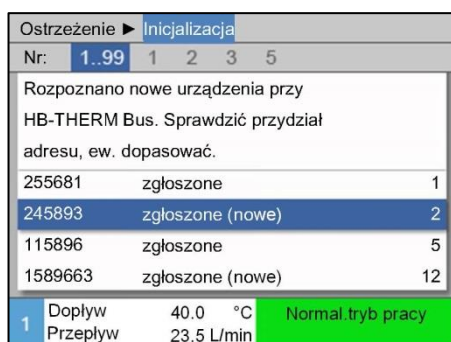 Ostrzeżenie ► Inicjalizacja
Nr: 1..99 1 2 3 5
Rozpoznano nowe urządzenia przy
HB-THERM Bus. Sprawdzić przydział
adresu, ew. dopasować.
255681 zgłoszone 1
245893 zgłoszone (nowe) 2
115896 zgłoszone 5
1589663 zgłoszone (nowe) 12
1 Dopływ 40.0 °C Normal.tryb pracy
Przepływ 23.5 L/min